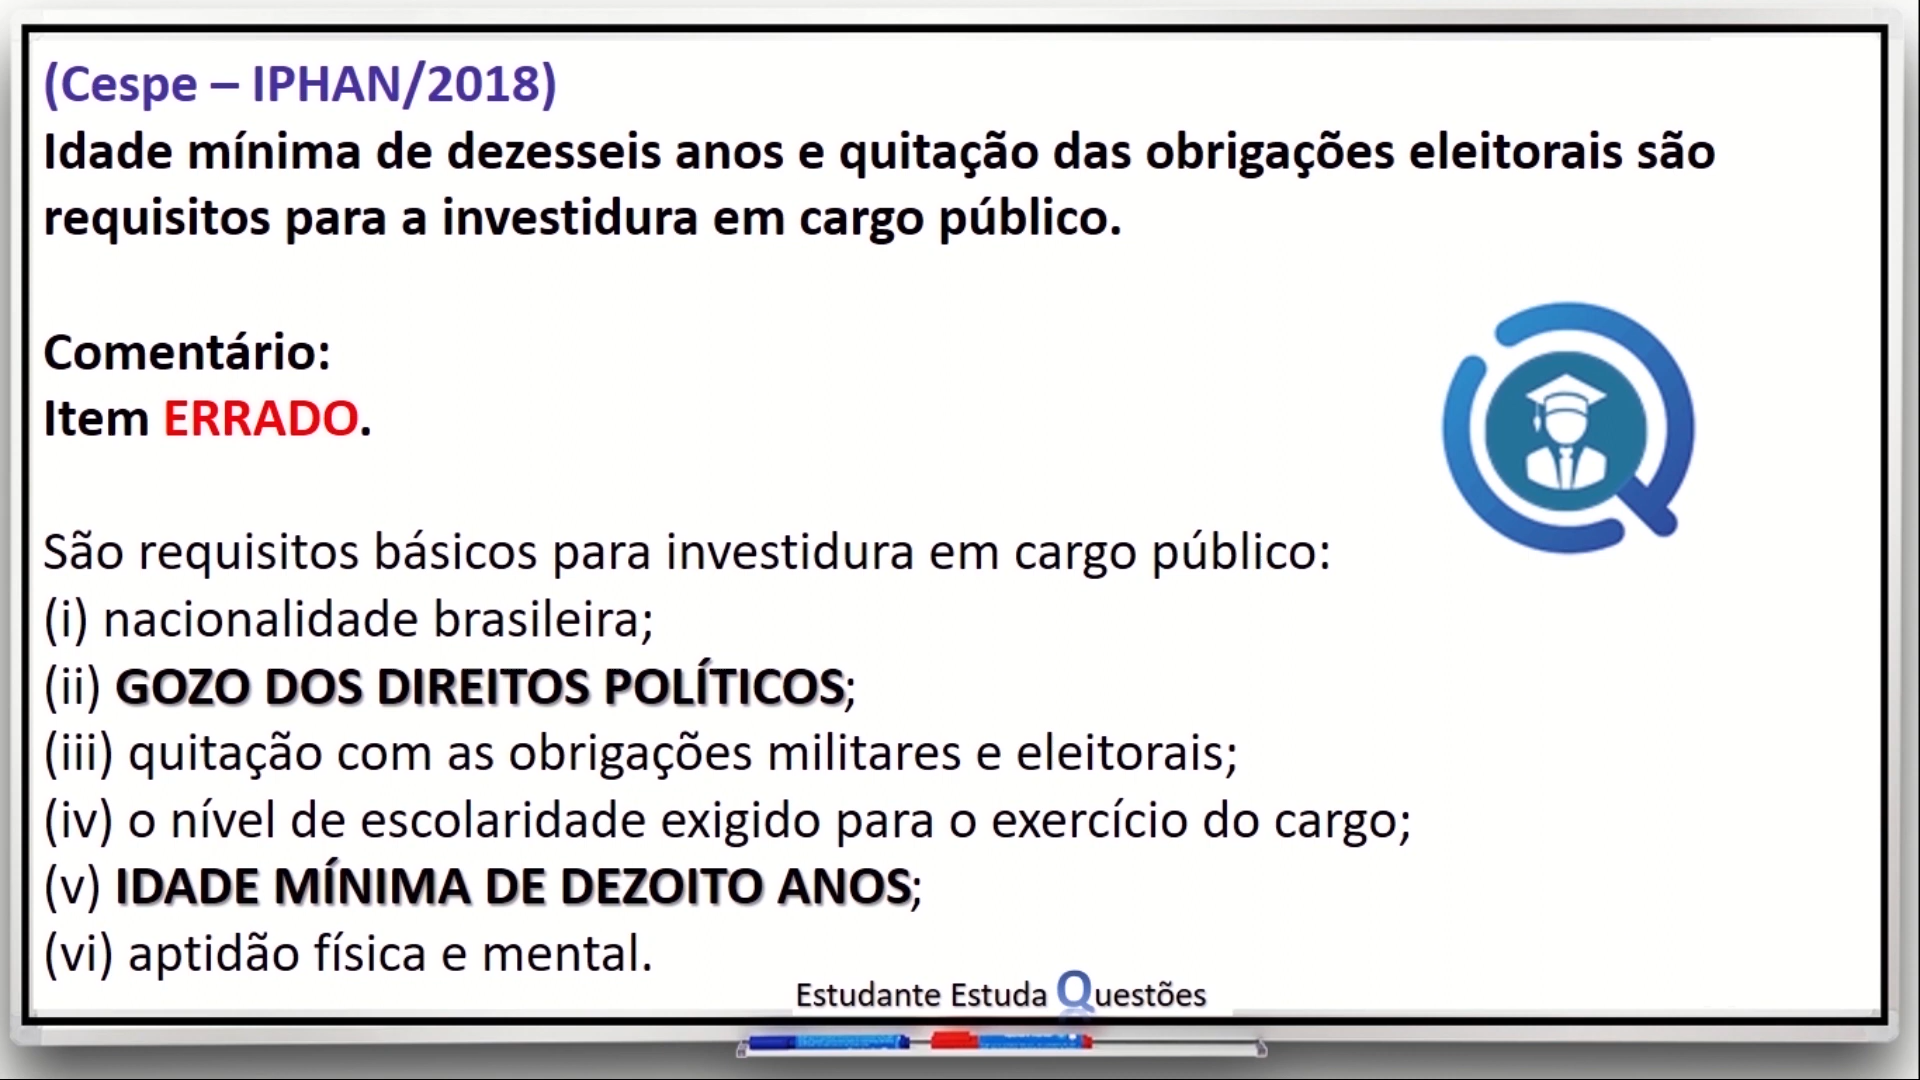 (Cespe – IPHAN/2018)
Idade mínima de dezesseis anos e quitação das obrigações eleitorais são
requisitos para a investidura em cargo público.
Comentário:
Item ERRADO.
São requisitos básicos para investidura em cargo público:
(i) nacionalidade brasileira;
(ii) GOZO DOS DIREITOS POLÍTICOS;
(iii) quitação com as obrigações militares e eleitorais;
(iv) o nível de escolaridade exigido para o exercício do cargo;
(v) IDADE MÍNIMA DE DEZOITO ANOS;
(vi) aptidão física e mental.
Estudante Estuda Questões